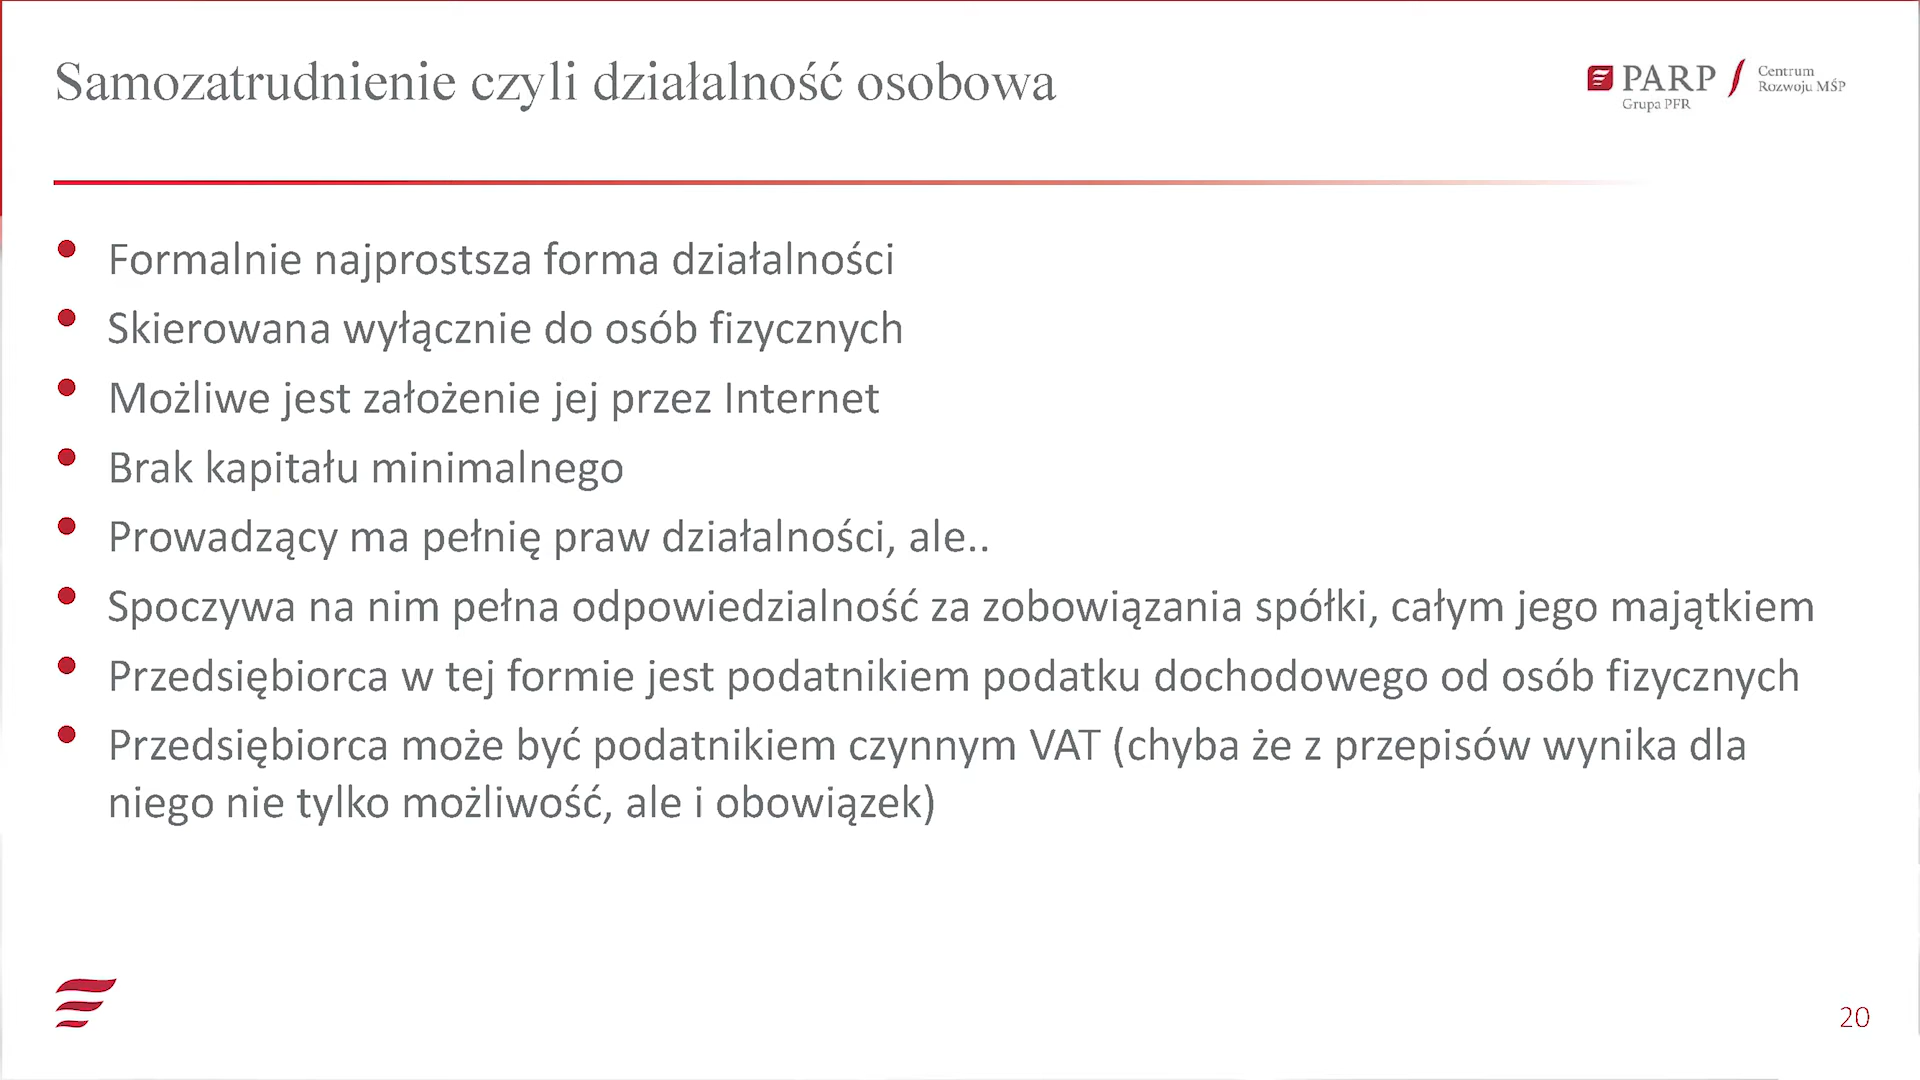 Samozatrudnienie czyli działalność osobowa
PARP
Grupa PFR
Centrum
Rozwoju MŚP
• Formalnie najprostsza forma działalności
• Skierowana wyłącznie do osób fizycznych
• Możliwe jest założenie jej przez Internet
• Brak kapitału minimalnego
• Prowadzący ma pełnię praw działalności, ale..
• Spoczywa na nim pełna odpowiedzialność za zobowiązania spółki, całym jego majątkiem
• Przedsiębiorca w tej formie jest podatnikiem podatku dochodowego od osób fizycznych
• Przedsiębiorca może być podatnikiem czynnym VAT (chyba że z przepisów wynika dla
niego nie tylko możliwość, ale i obowiązek)
20